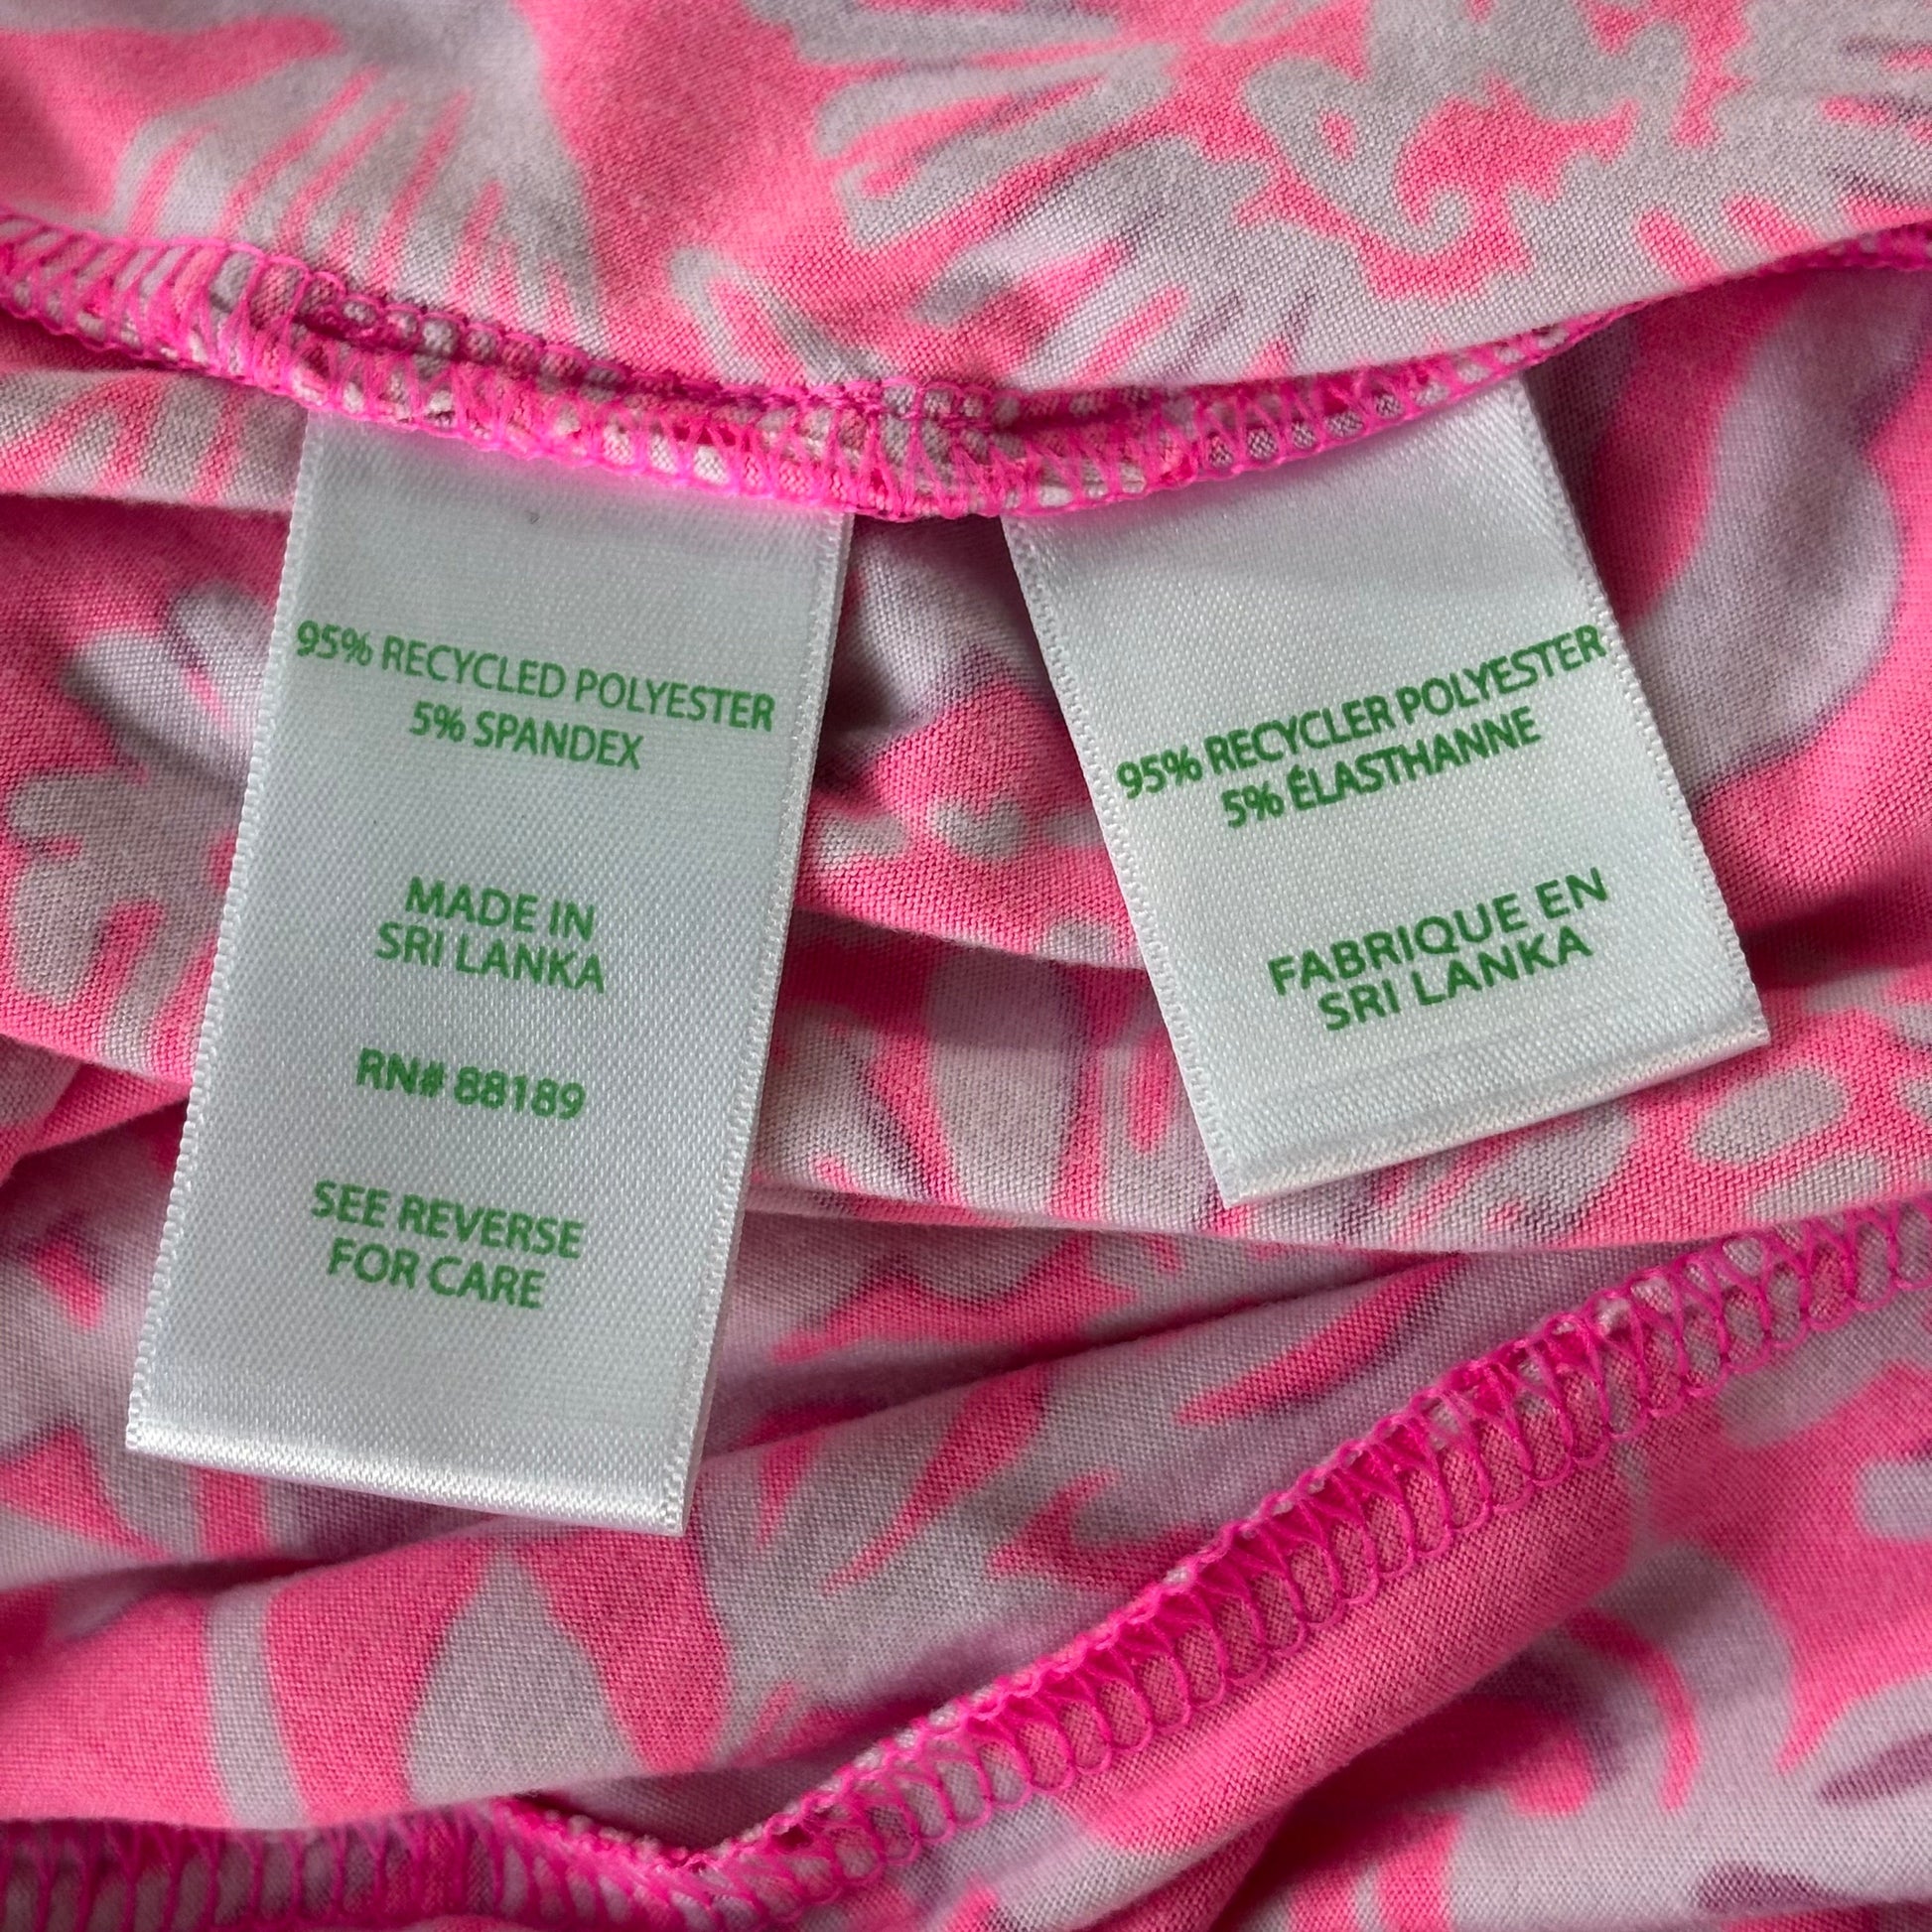 95% RECYCLED POLYESTER
5% SPANDEX
MADE IN
SRI LANKA
RN# 88189
SEE REVERSE
FOR CARE
95% RECYCLER POLYESTER
5% ÉLASTHANNE
FABRIQUE EN
SRI LANKA